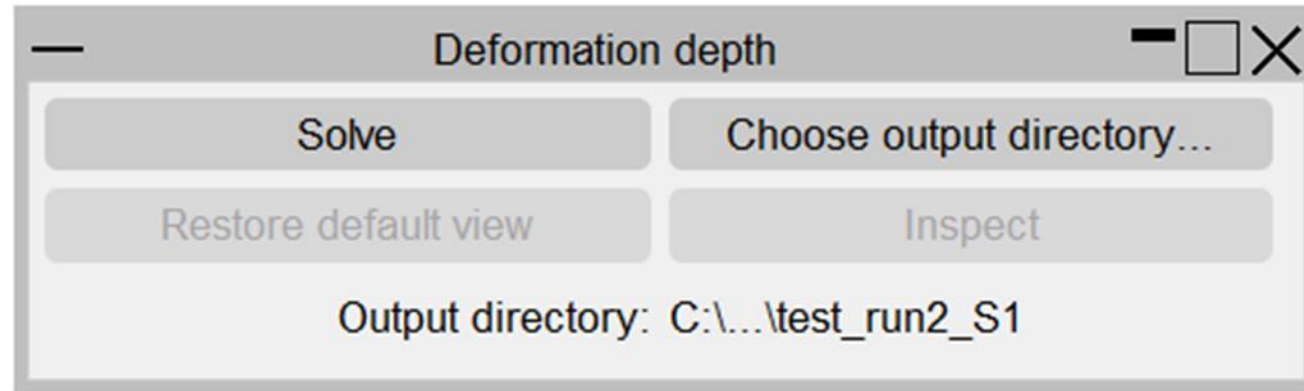 Deformation depth
Solve
Choose output directory...
Restore default view
Inspect
Output directory: C:\...\test_run2_S1